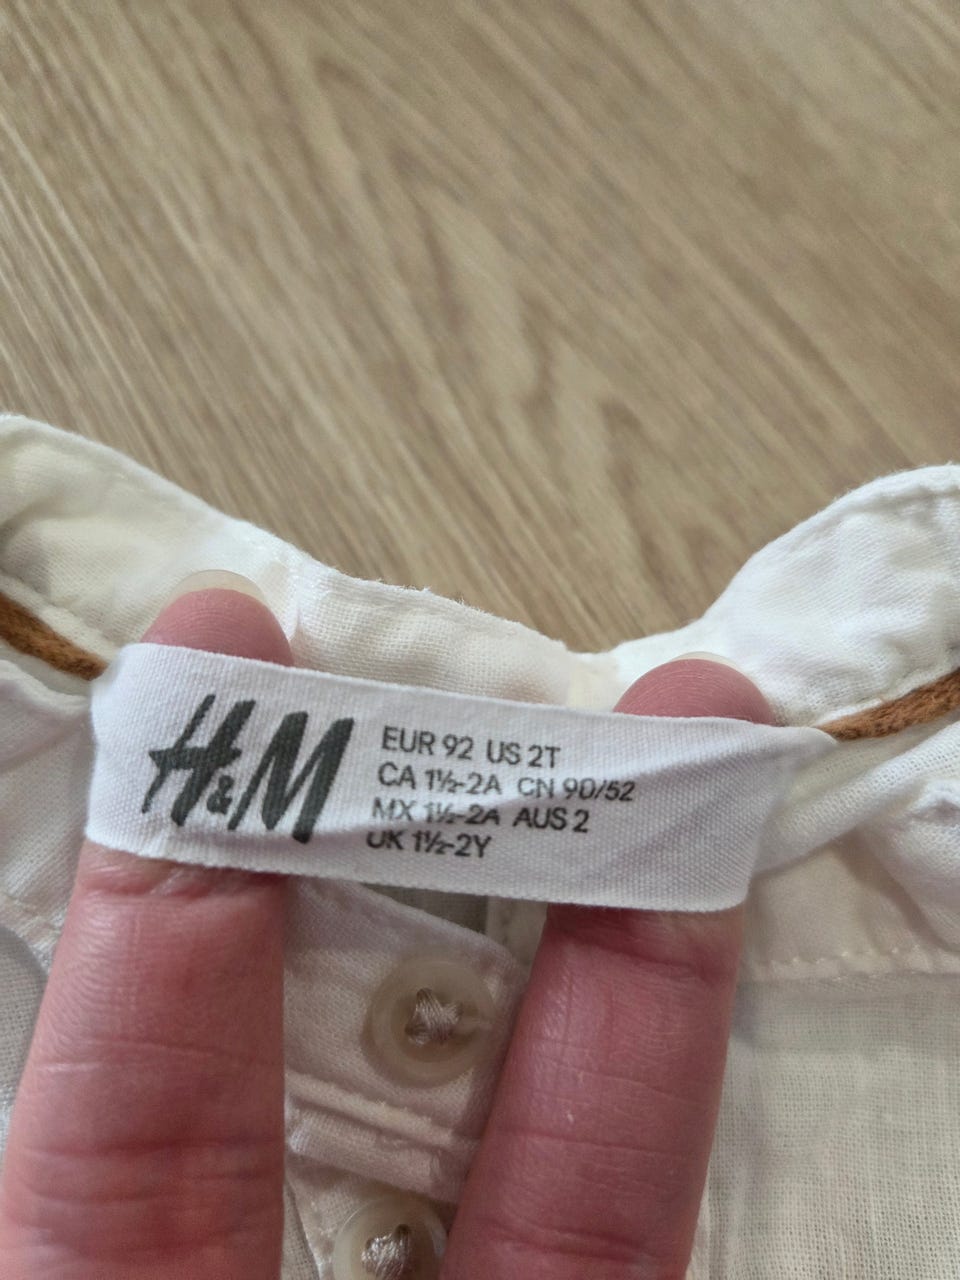 H&M
EUR 92 US 2T
CA 1½-2A CN 90/52
MX 1½-2A AUS 2
UK 1½-2Y